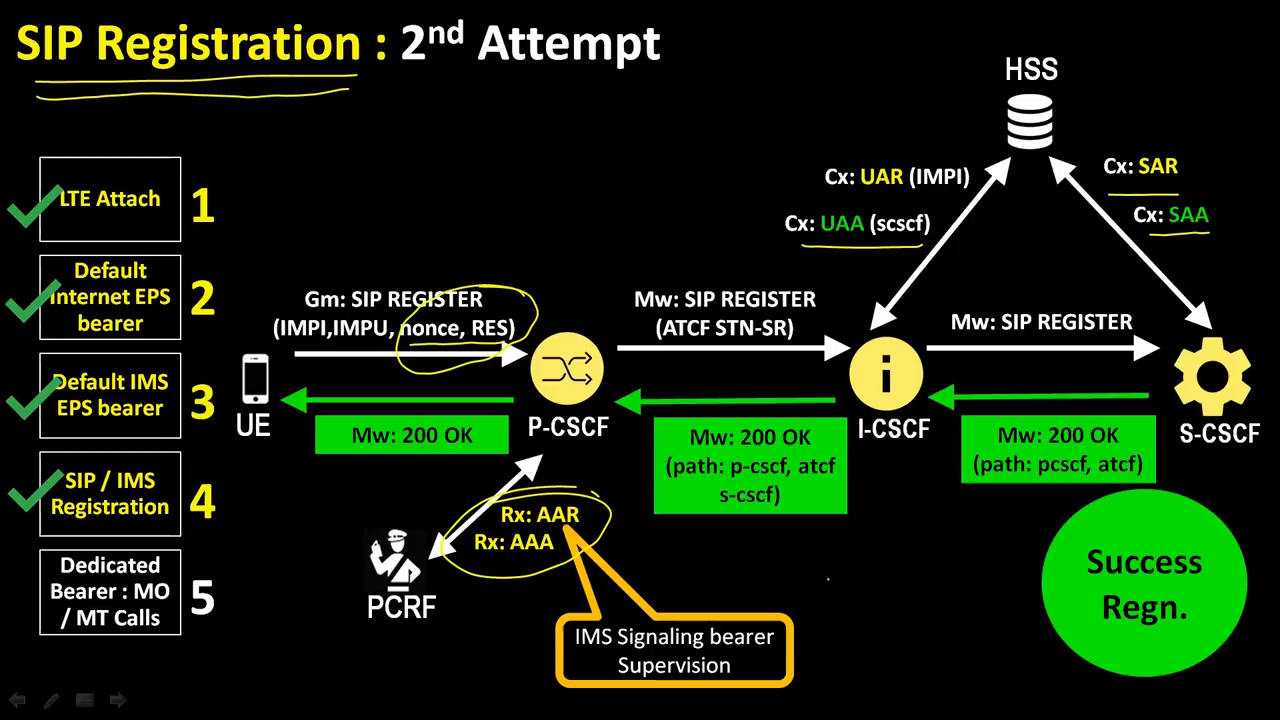 SIP Registration : 2nd Attempt
HSS
LTE Attach
1
Default
Internet EPS
bearer
2
Default IMS
EPS bearer
3
SIP / IMS
Registration
4
Dedicated
Bearer : MO
/ MT Calls
5
Cx: UAR (IMPI)
Cx: UAA (scscf)
Cx: SAR
Cx: SAA
Gm: SIP REGISTER
(IMPI,IMPU, nonce, RES)
Mw: SIP REGISTER
(ATCF STN-SR)
Mw: SIP REGISTER
i
UE
P-CSCF
I-CSCF
S-CSCF
Mw: 200 OK
Mw: 200 OK
(path: p-cscf, atcf
s-cscf)
Mw: 200 OK
(path: pcscf, atcf)
Rx: AAR
Rx: AAA
PCRF
IMS Signaling bearer
Supervision
Success
Regn.